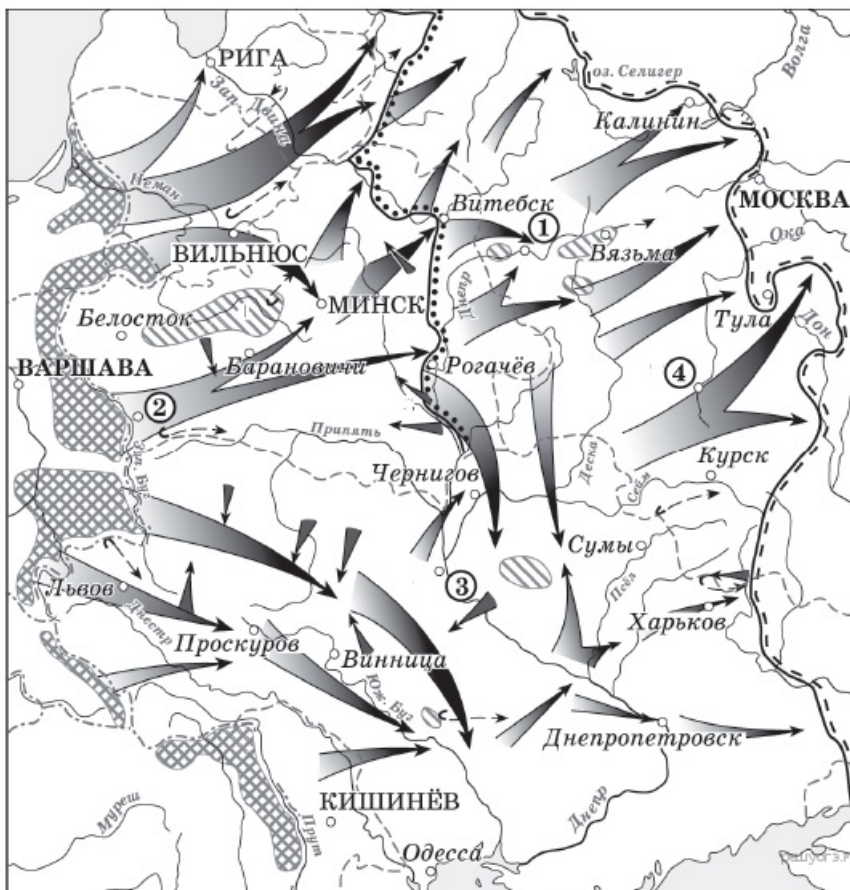 РИГА
Зап. Двина
оз. Селигер
Волга
Калинин
Неман
Витебск
①
МОСКВА
ВИЛЬНЮС
Вязьма
Ока
Днепр
МИНСК
Белосток
Тула
Дон
ВАРШАВА
Барановичи
Рогачёв
④
②
Припять
Зап. Буг
Чернигов
Деска
Сейм
Курск
Сумы
③
Львов
Днестр
Псёл
Харьков
Проскуров
Винница
Юж. Буг
Днепропетровск
КИШИНЁВ
Муреш
Прут
Днепр
Одесса